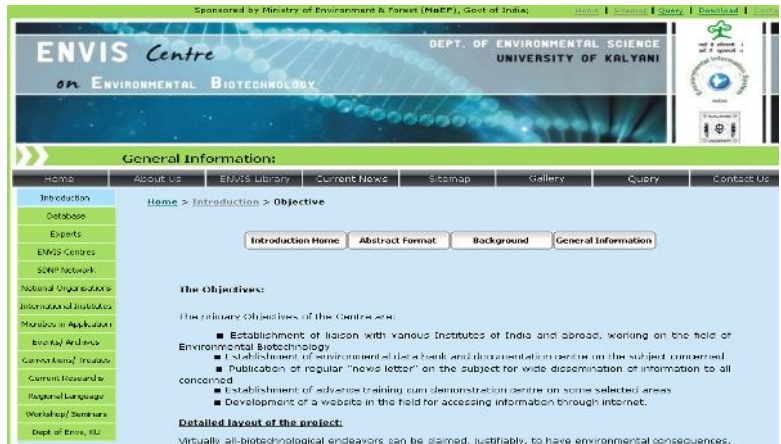 Sponsored by Ministry of Environment & Forest (MoEF), Govt of India;
Home | Sitemap | Query | Download |
ENVIS Centre
on ENVIRONMENTAL BIOTECHNOLOGY
DEPT. OF ENVIRONMENTAL SCIENCE
UNIVERSITY OF KALYANI
General Information:
Home About Us ENVIS Library Current News Sitemap Gallery Query Contact Us
Introduction
Database
Experts
ENVIS Centres
SDNP Network
National Organisations
International Institutes
Microbes in Application
Events/ Archives
Conventions/ Treaties
Current Research
Regional Language
Workshop/ Seminars
Dept of Envs, KU
Home > Introduction > Objective
Introduction Home Abstract Format Background General Information
The Objectives:
The primary Objectives of the Centre are:
■ Establishment of liaison with various Institutes of India and abroad, working on the field of
Environmental Biotechnology
■ Establishment of environmental data bank and documentation centre on the subject concerned
■ Publication of regular "news letter" on the subject for wide dissemination of information to all
concerned
■ Establishment of advance training cum demonstration centre on some selected areas
■ Development of a website in the field for accessing information through internet.
Detailed layout of the project:
Virtually all-biotechnological endeavors can be claimed, justifiably, to have environmental consequences.